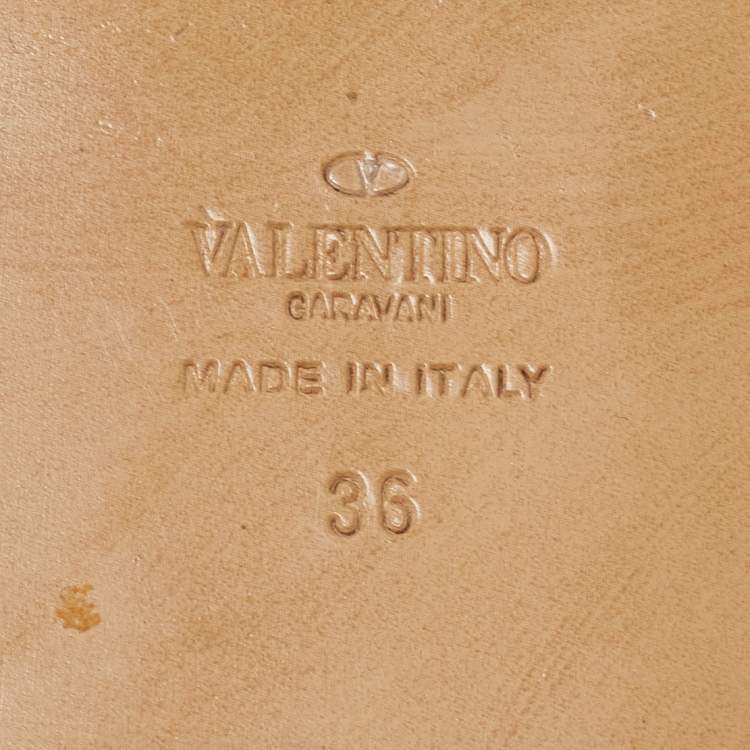 V
VALENTINO
GARAVANI
MADE IN ITALY
36